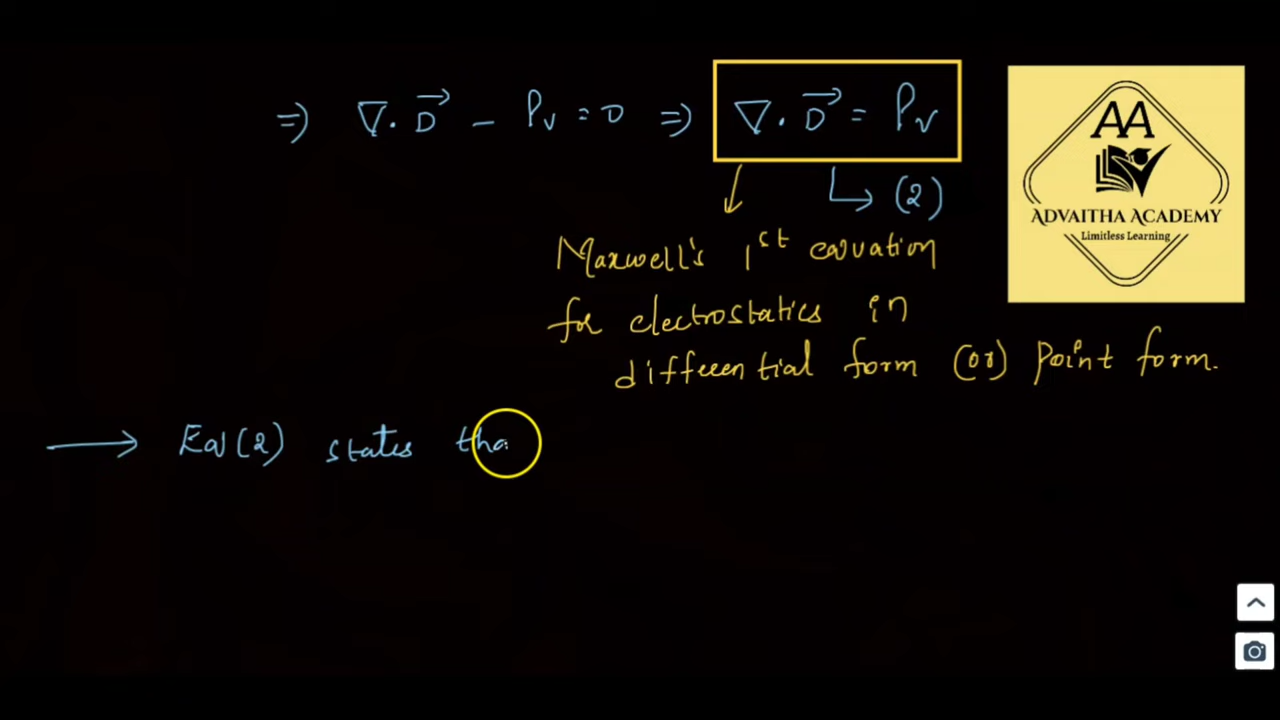 ⇒ ∇. D⃗ - ρv = 0 ⇒ ∇. D⃗ = ρv
↳ (2)
Maxwell's 1st equation
for electrostatics in
differential form (or) point form.
→ Eq(2) states tha
AA
ADVAITHA ACADEMY
Limitless Learning